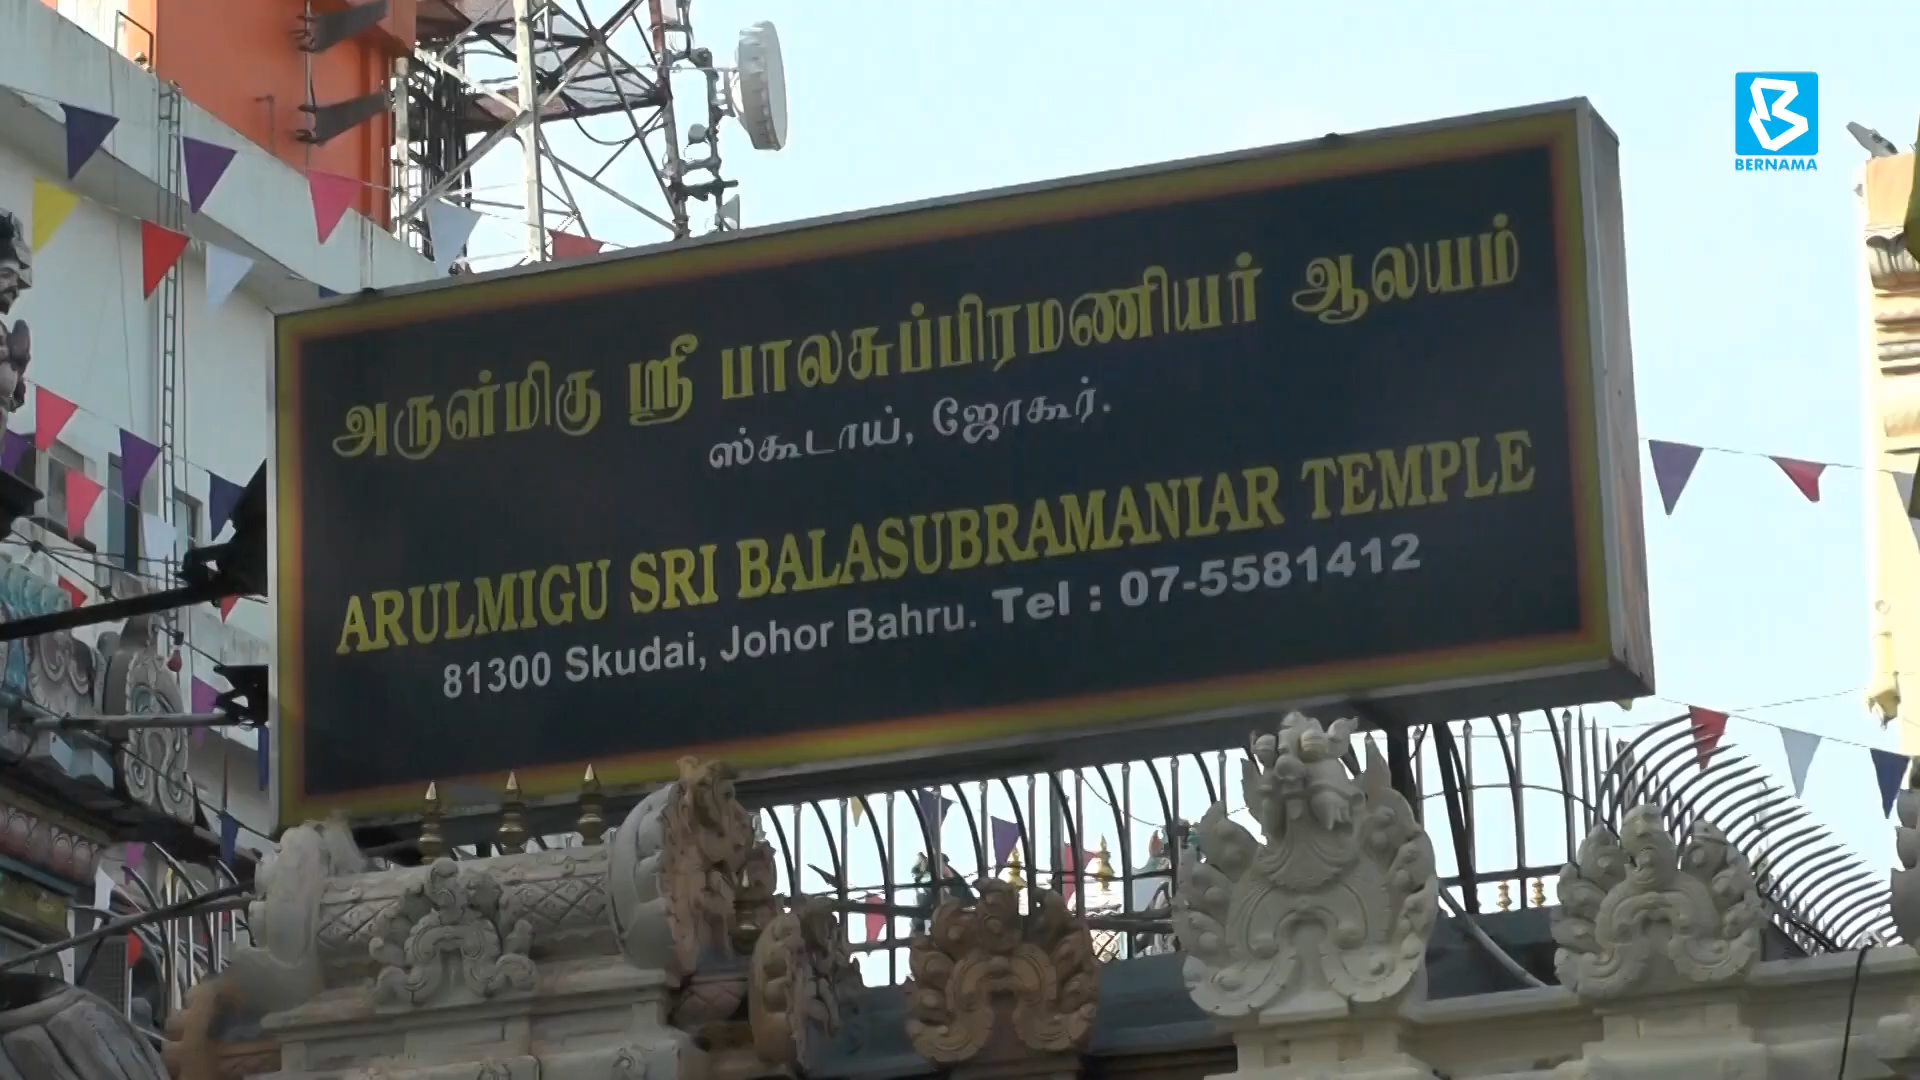 அருள்மிகு ஸ்ரீ பாலசுப்பிரமணியர் ஆலயம்
ஸ்கூடாய், ஜோகூர்.
ARULMIGU SRI BALASUBRAMANIAR TEMPLE
81300 Skudai, Johor Bahru. Tel : 07-5581412
BERNAMA